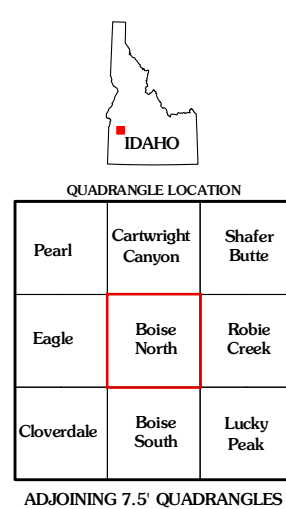 IDAHO
QUADRANGLE LOCATION
Pearl
Cartwright
Canyon
Shafer
Butte
Eagle
Boise
North
Robie
Creek
Cloverdale
Boise
South
Lucky
Peak
ADJOINING 7.5' QUADRANGLES